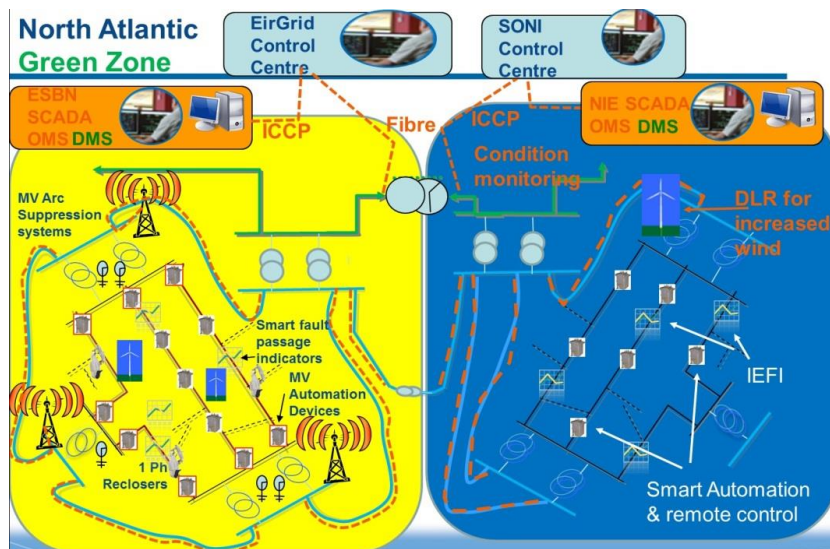 North Atlantic
Green Zone
EirGrid
Control
Centre
SONI
Control
Centre
ESBN
SCADA
OMS DMS
ICCP
Fibre
ICCP
NIE SCADA
OMS DMS
Condition
monitoring
MV Arc
Suppression
systems
DLR for
increased
wind
Smart fault
passage
indicators
MV
Automation
Devices
IEFI
1 Ph
Reclosers
Smart Automation
& remote control